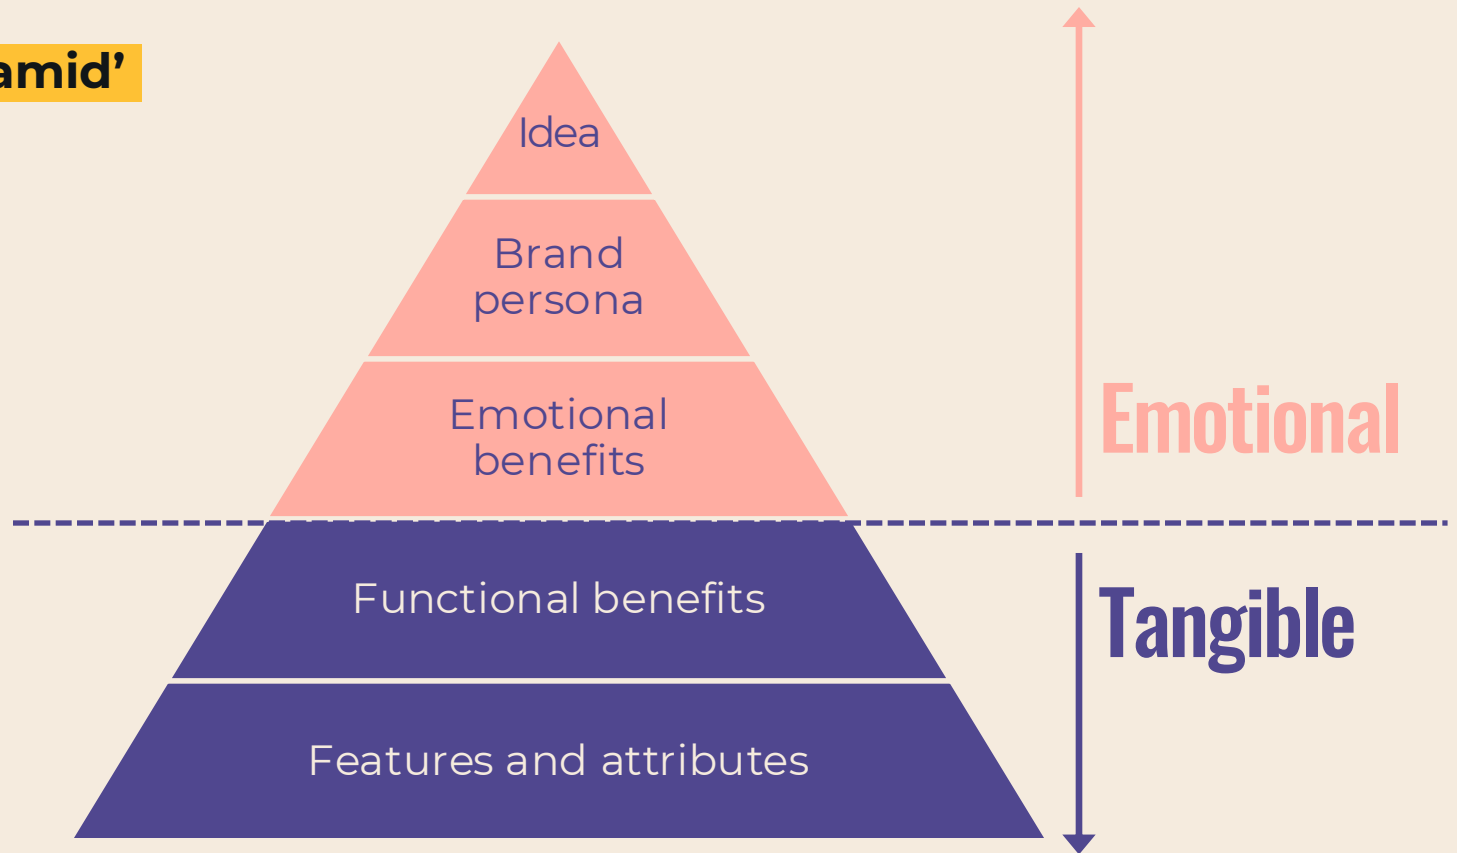 amid’
Idea
Brand
persona
Emotional
benefits
Emotional
Functional benefits
Tangible
Features and attributes